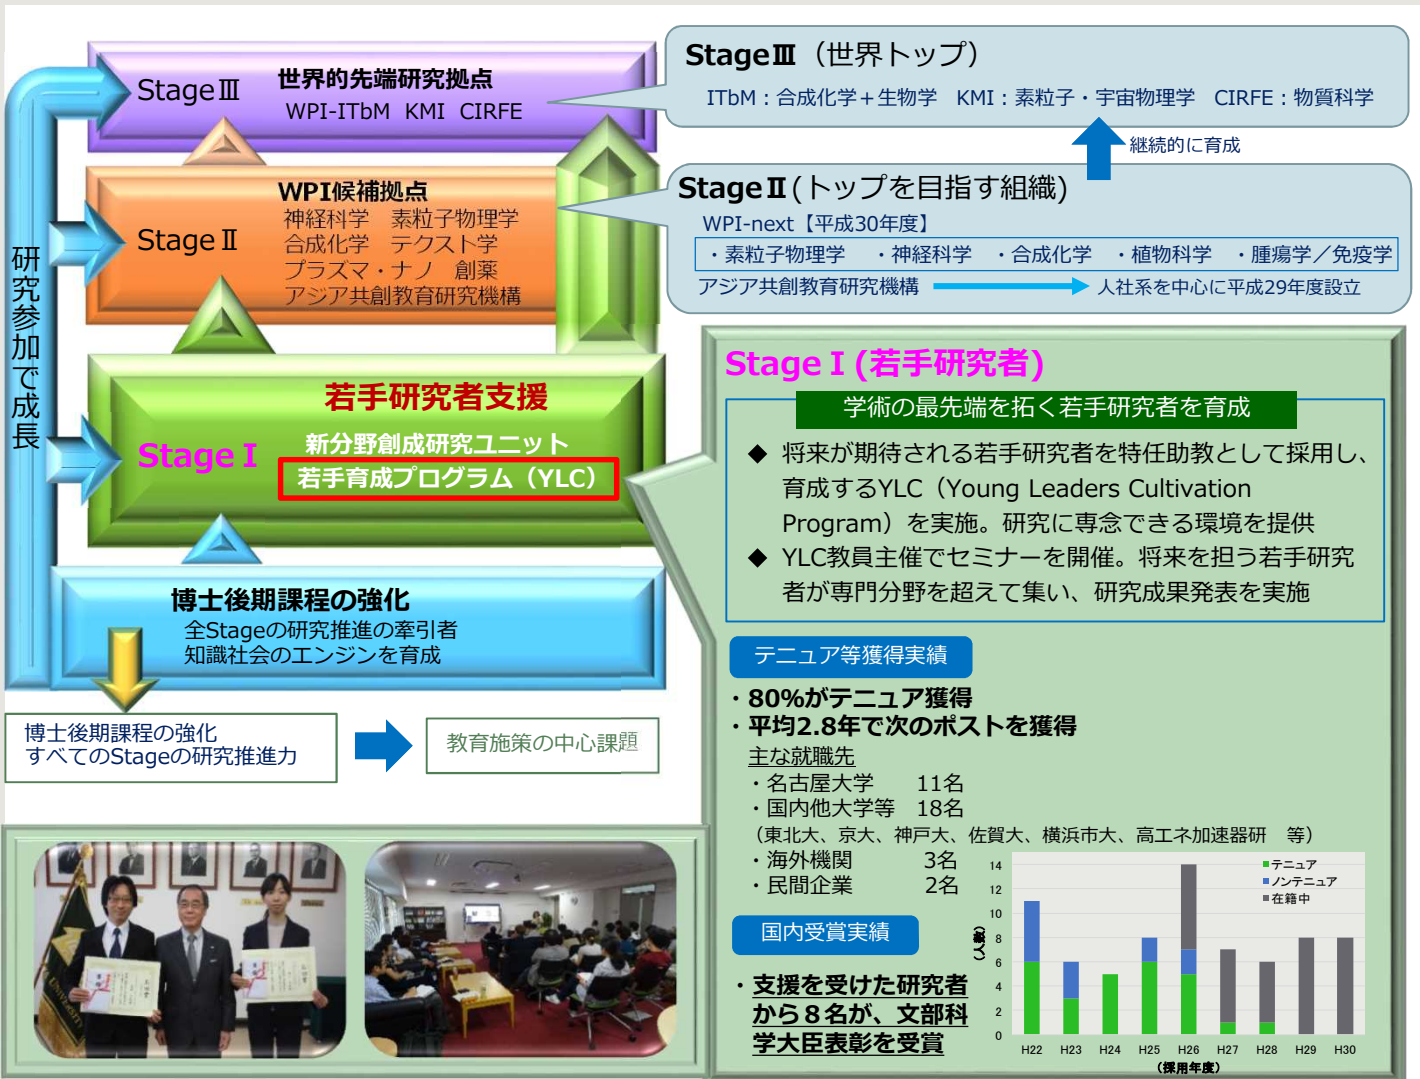 StageⅢ
世界的先端研究拠点
WPI-ITbM KMI CIRFE
StageⅡ
WPI候補拠点
神経科学 素粒子物理学
合成化学 テクスト学
プラズマ・ナノ 創薬
アジア共創教育研究機構
StageⅠ
若手研究者支援
新分野創成研究ユニット
若手育成プログラム（YLC）
博士後期課程の強化
全Stageの研究推進の牽引者
知識社会のエンジンを育成
研究参加で成長
博士後期課程の強化
すべてのStageの研究推進力
教育施策の中心課題
StageⅢ（世界トップ）
ITbM：合成化学＋生物学 KMI：素粒子・宇宙物理学 CIRFE：物質科学
継続的に育成
StageⅡ(トップを目指す組織)
WPI-next【平成30年度】
・素粒子物理学 ・神経科学 ・合成化学 ・植物科学 ・腫瘍学／免疫学
アジア共創教育研究機構 人社系を中心に平成29年度設立
StageⅠ(若手研究者)
学術の最先端を拓く若手研究者を育成
◆ 将来が期待される若手研究者を特任助教として採用し、
育成するYLC（Young Leaders Cultivation
Program）を実施。研究に専念できる環境を提供
◆ YLC教員主催でセミナーを開催。将来を担う若手研究
者が専門分野を超えて集い、研究成果発表を実施
テニュア等獲得実績
・80%がテニュア獲得
・平均2.8年で次のポストを獲得
主な就職先
・名古屋大学 11名
・国内他大学等 18名
（東北大、京大、神戸大、佐賀大、横浜市大、高エネ加速器研 等）
・海外機関 3名
・民間企業 2名
国内受賞実績
・支援を受けた研究者
から８名が、文部科
学大臣表彰を受賞
テニュア
ノンテニュア
在籍中
14
12
10
8
6
4
2
0
H22 H23 H24 H25 H26 H27 H28 H29 H30
（採用年度）
UNIVERSITY